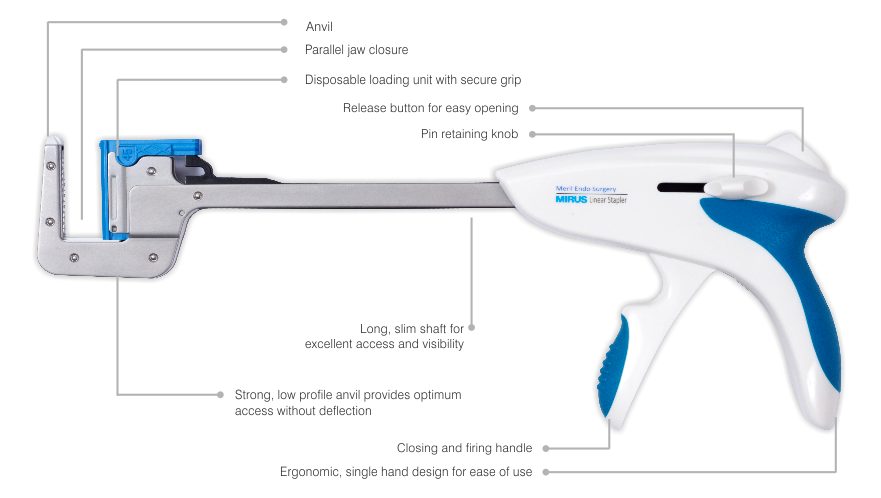 Anvil
Parallel jaw closure
Disposable loading unit with secure grip
Release button for easy opening
Pin retaining knob
Meril Endo Surgery
MIRUS Linear Stapler
Long, slim shaft for
excellent access and visibility
Strong, low profile anvil provides optimum
access without deflection
Closing and firing handle
Ergonomic, single hand design for ease of use